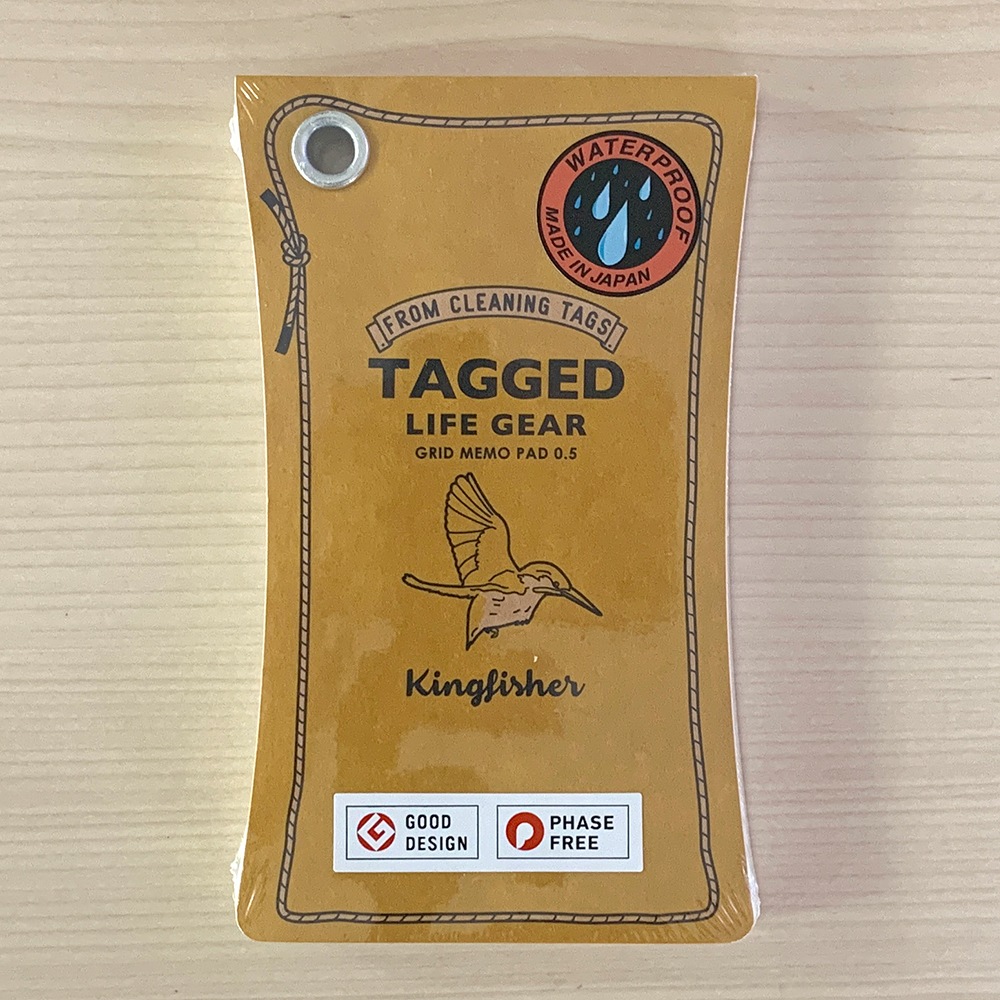 WATERPROOF
MADE IN JAPAN
FROM CLEANING TAGS
TAGGED
LIFE GEAR
GRID MEMO PAD 0.5
Kingfisher
GOOD
DESIGN
PHASE
FREE